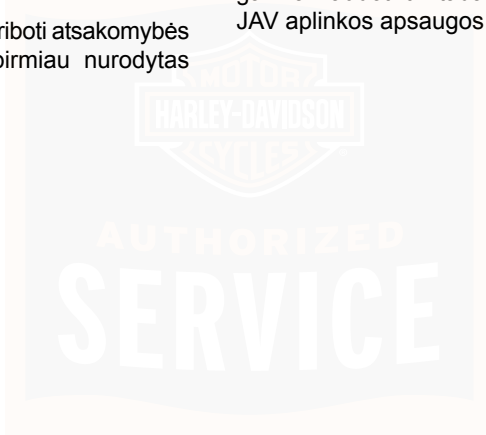 riboti atsakomybės
pirmiau nurodytas
JAV aplinkos apsaugos
MOTOR
HARLEY-DAVIDSON
CYCLES
AUTHORIZED
SERVICE